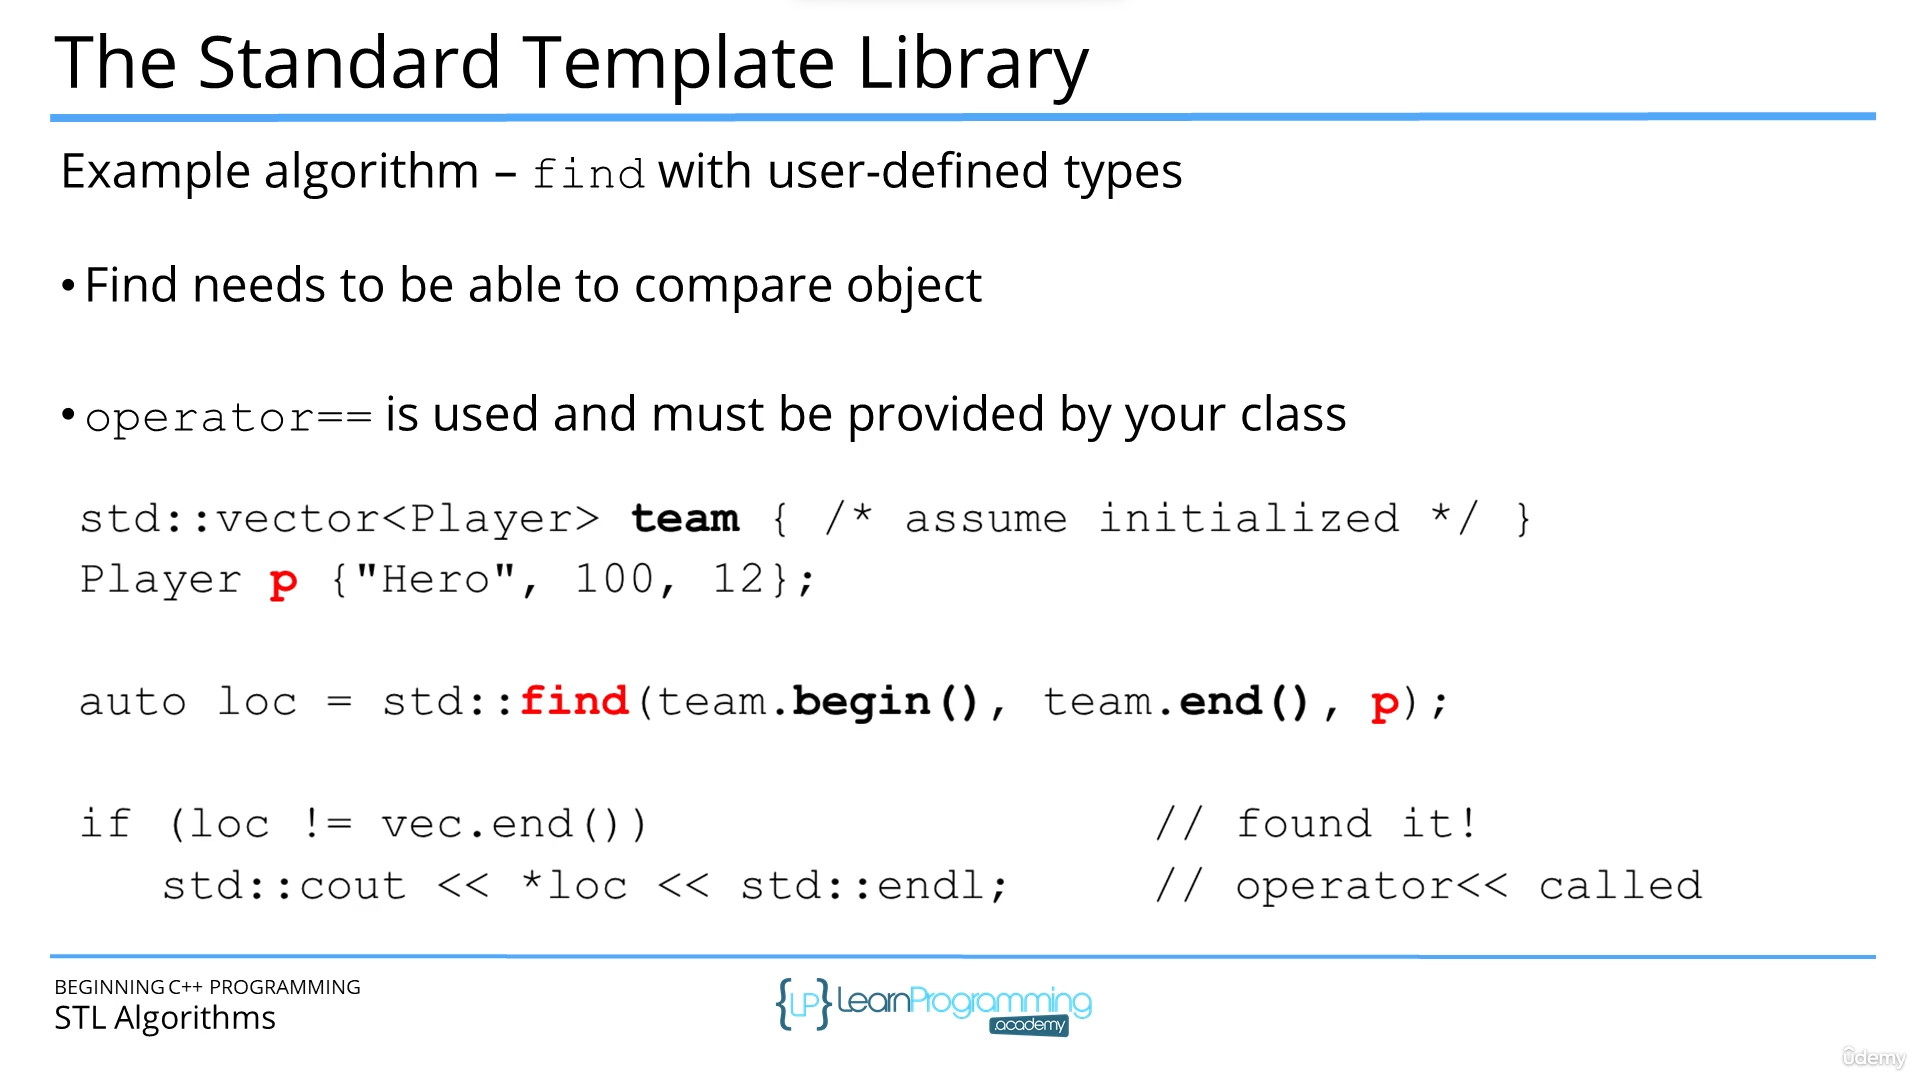 The Standard Template Library
Example algorithm – find with user-defined types
• Find needs to be able to compare object
• operator== is used and must be provided by your class
std::vector<Player> team { /* assume initialized */ }
Player p {"Hero", 100, 12};
auto loc = std::find(team.begin(), team.end(), p);
if (loc != vec.end()) // found it!
std::cout << *loc << std::endl; // operator<< called
BEGINNING C++ PROGRAMMING
STL Algorithms
{LP} LearnProgramming
.academy
ûdemy